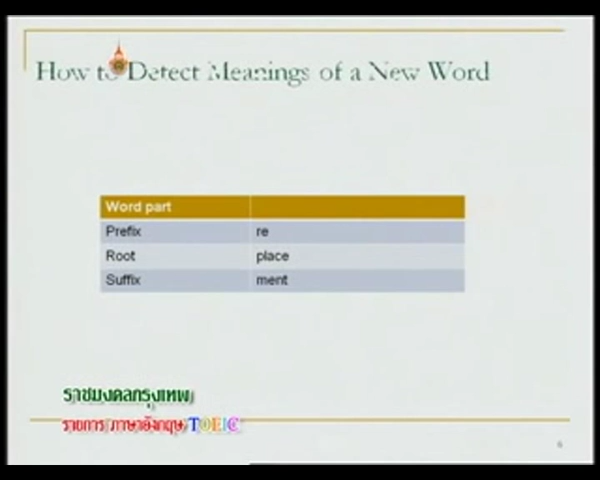 How to Detect Meanings of a New Word
Word part
Prefix re
Root place
Suffix ment
ราชมงคลกรุงเทพ
รายการ ภาษาอังกฤษ TOEIC
6